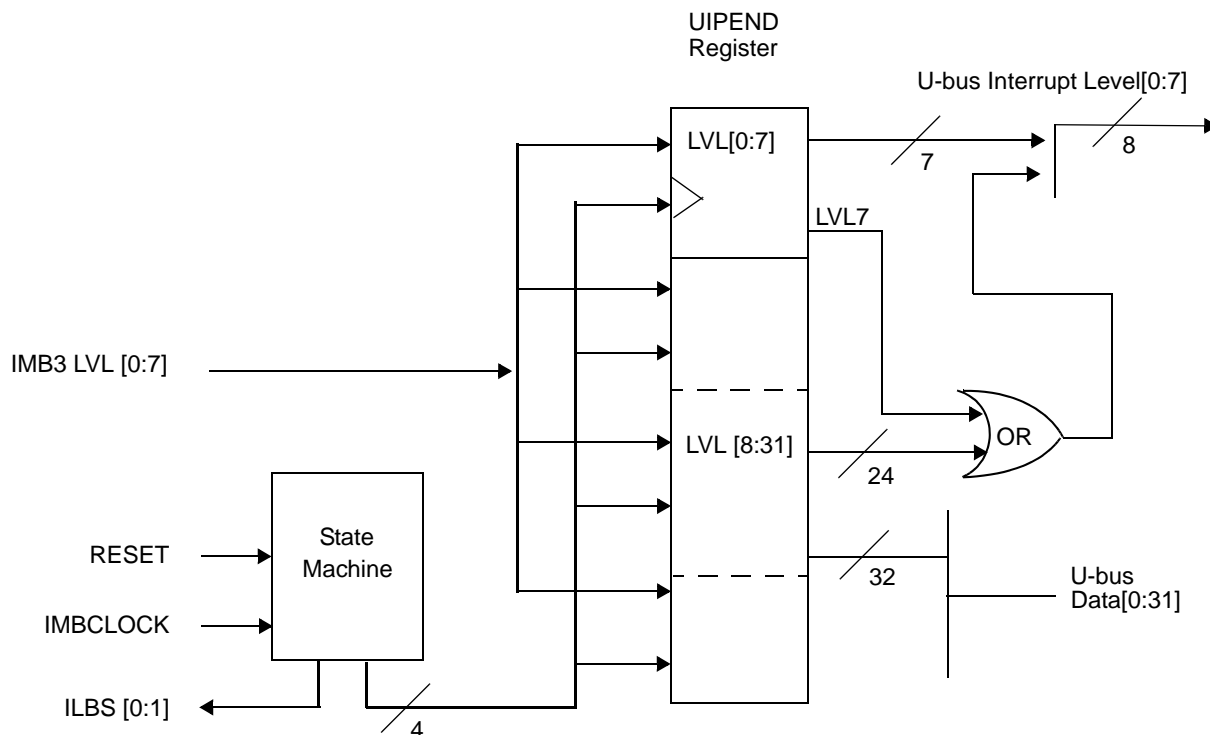 UIPEND
Register
U-bus Interrupt Level[0:7]
LVL[0:7]
7
8
LVL7
IMB3 LVL [0:7]
LVL [8:31]
OR
24
State
Machine
RESET
32
U-bus
Data[0:31]
IMBCLOCK
ILBS [0:1]
4